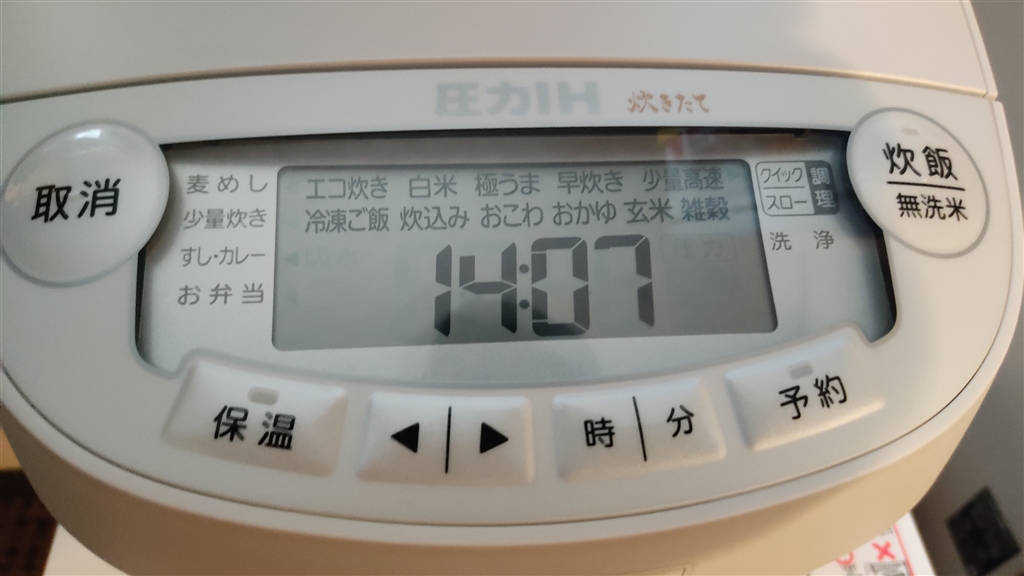 圧力IH 炊きたて
取消
麦めし
少量炊き
すし・カレー
お弁当
エコ炊き 白米 極うま 早炊き 少量高速
冷凍ご飯 炊込み おこわ おかゆ 玄米 雑穀
吸水
圧力
14:07
クイック
スロー
調理
洗浄
炊飯
無洗米
保温
時 分
予約